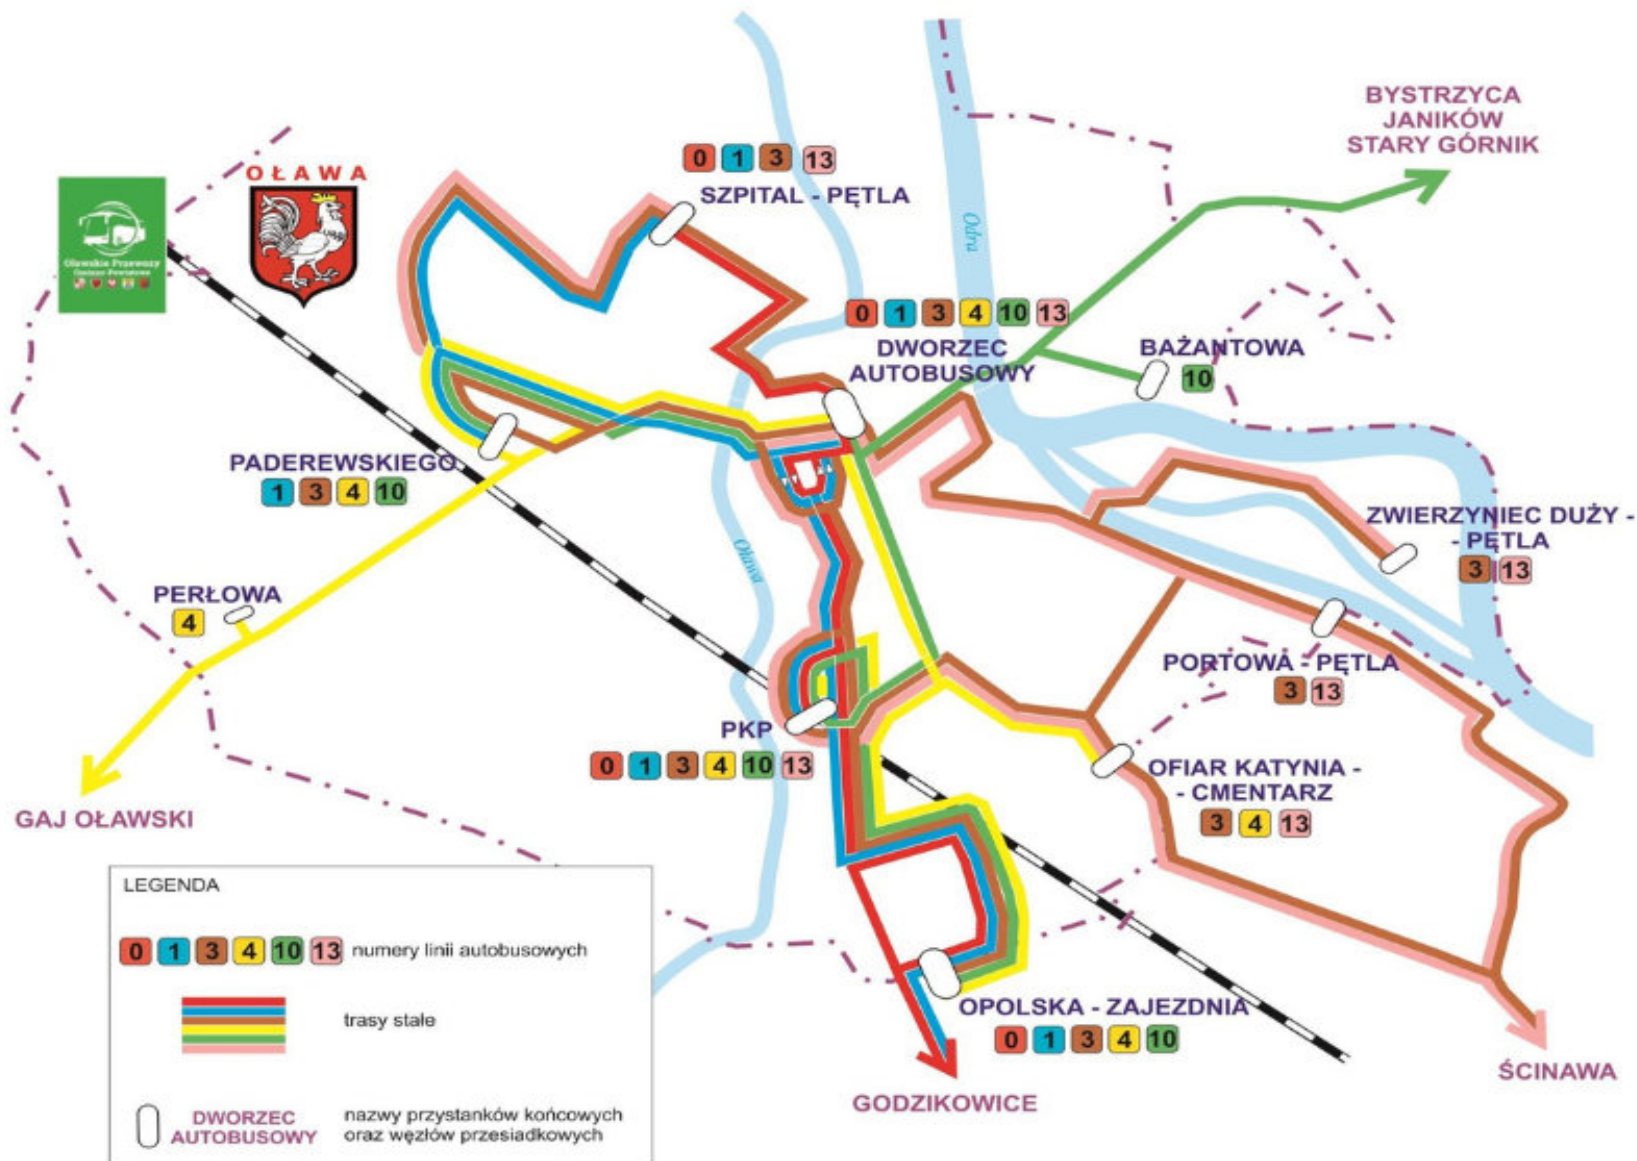 BYSTRZYCA
JANIKÓW
STARY GÓRNIK
0 1 3 13
SZPITAL - PĘTLA
OŁAWA
Oławskie Przewozy
Gminno-Powiatowe
Odra
0 1 3 4 10 13
DWORZEC
AUTOBUSOWY
BAŻANTOWA
10
PADEREWSKIEGO
1 3 4 10
ZWIERZYNIEC DUŻY -
- PĘTLA
3 13
Oława
PERŁOWA
4
PORTOWA - PĘTLA
3 13
PKP
0 1 3 4 10 13
OFIAR KATYNIA -
- CMENTARZ
3 4 13
GAJ OŁAWSKI
OPOLSKA - ZAJEZDNIA
0 1 3 4 10
ŚCINAWA
GODZIKOWICE
LEGENDA
0 1 3 4 10 13 numery linii autobusowych
trasy stałe
DWORZEC
AUTOBUSOWY
nazwy przystanków końcowych
oraz węzłów przesiadkowych